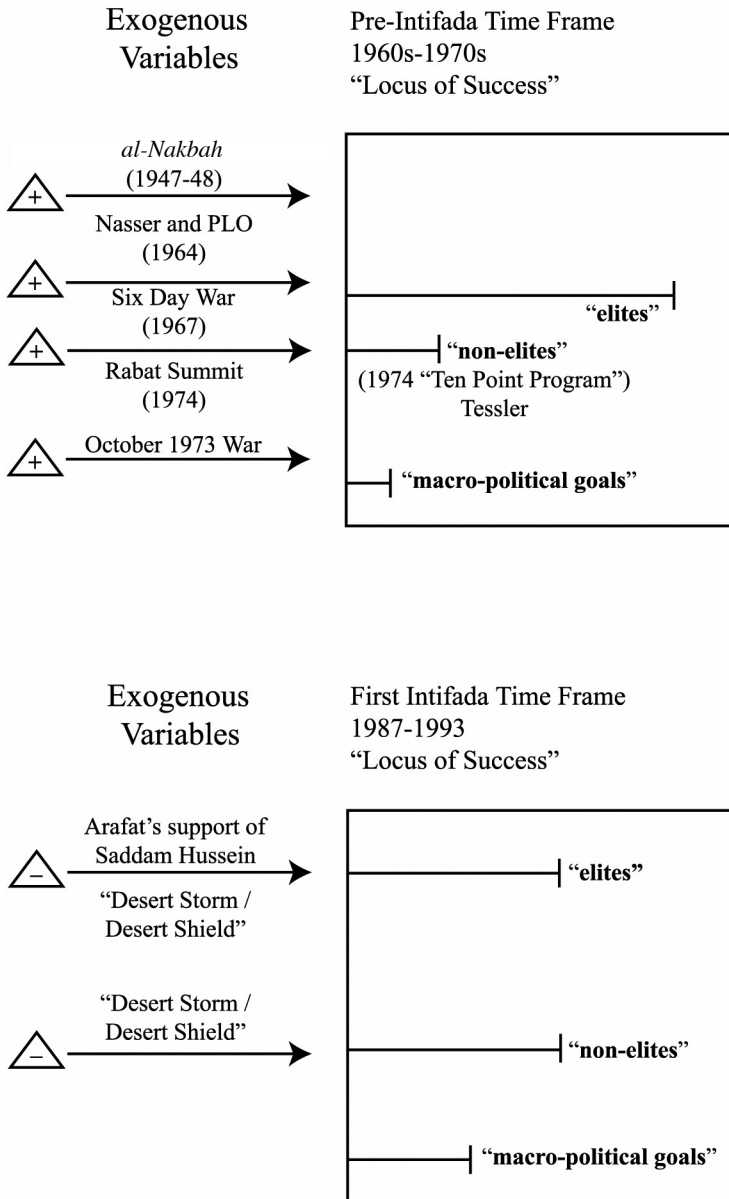 Exogenous
Variables
Pre-Intifada Time Frame
1960s-1970s
“Locus of Success”
al-Nakbah
(1947-48)
+
Nasser and PLO
(1964)
+
Six Day War
(1967)
+
Rabat Summit
(1974)
October 1973 War
+
“elites”
“non-elites”
(1974 “Ten Point Program”)
Tessler
“macro-political goals”
Exogenous
Variables
First Intifada Time Frame
1987-1993
“Locus of Success”
Arafat’s support of
Saddam Hussein
−
“Desert Storm /
Desert Shield”
“Desert Storm /
Desert Shield”
−
“elites”
“non-elites”
“macro-political goals”